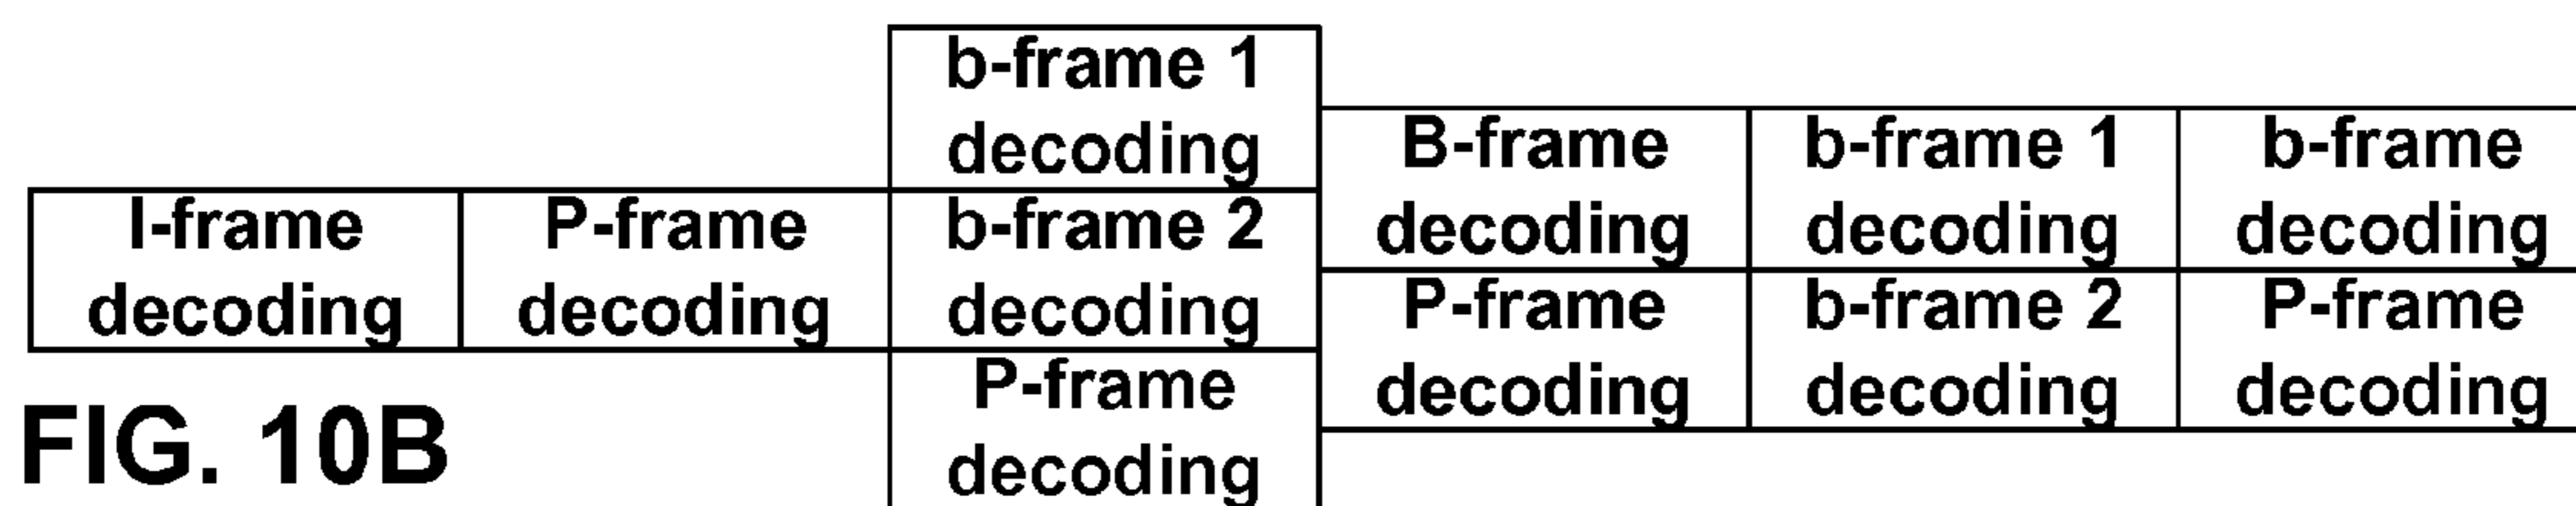 I-frame
decoding
P-frame
decoding
b-frame 1
decoding
b-frame 2
decoding
P-frame
decoding
B-frame
decoding
P-frame
decoding
b-frame 1
decoding
b-frame 2
decoding
b-frame
decoding
P-frame
decoding
FIG. 10B